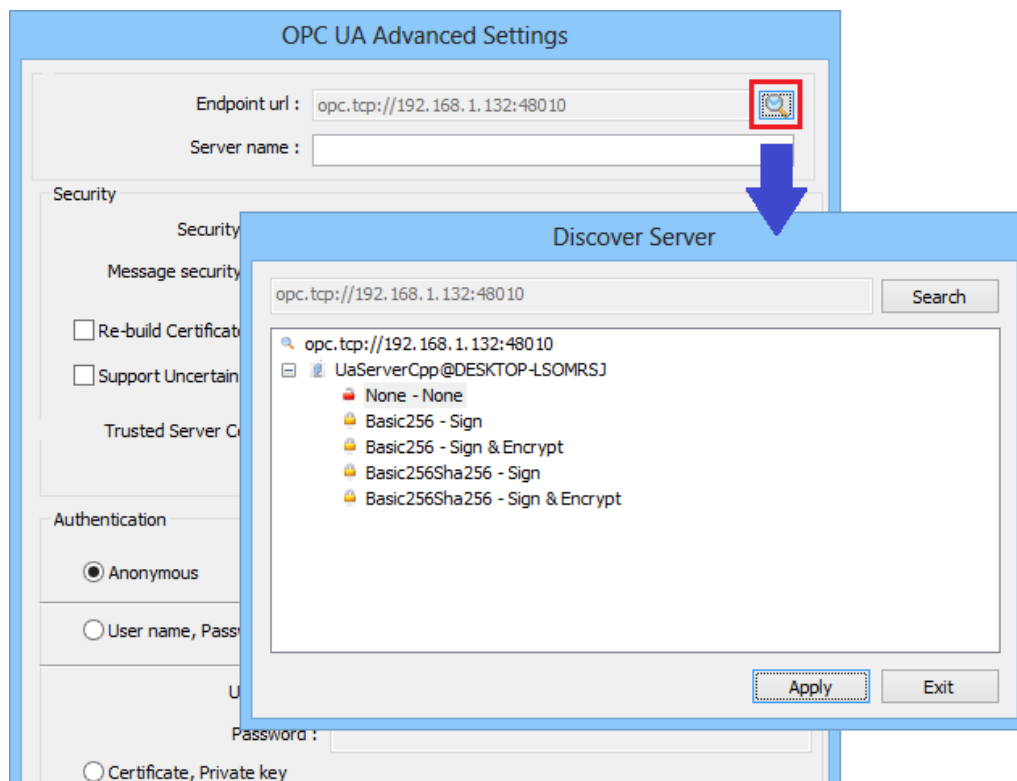 OPC UA Advanced Settings
Endpoint url : opc.tcp://192.168.1.132:48010
Server name :
Security
Security
Message security
Re-build Certificat
Support Uncertain
Trusted Server C
Authentication
Anonymous
User name, Passw
U
Password :
Certificate, Private key
Discover Server
opc.tcp://192.168.1.132:48010 Search
opc.tcp://192.168.1.132:48010
UaServerCpp@DESKTOP-LSOMRSJ
None - None
Basic256 - Sign
Basic256 - Sign & Encrypt
Basic256Sha256 - Sign
Basic256Sha256 - Sign & Encrypt
Apply Exit